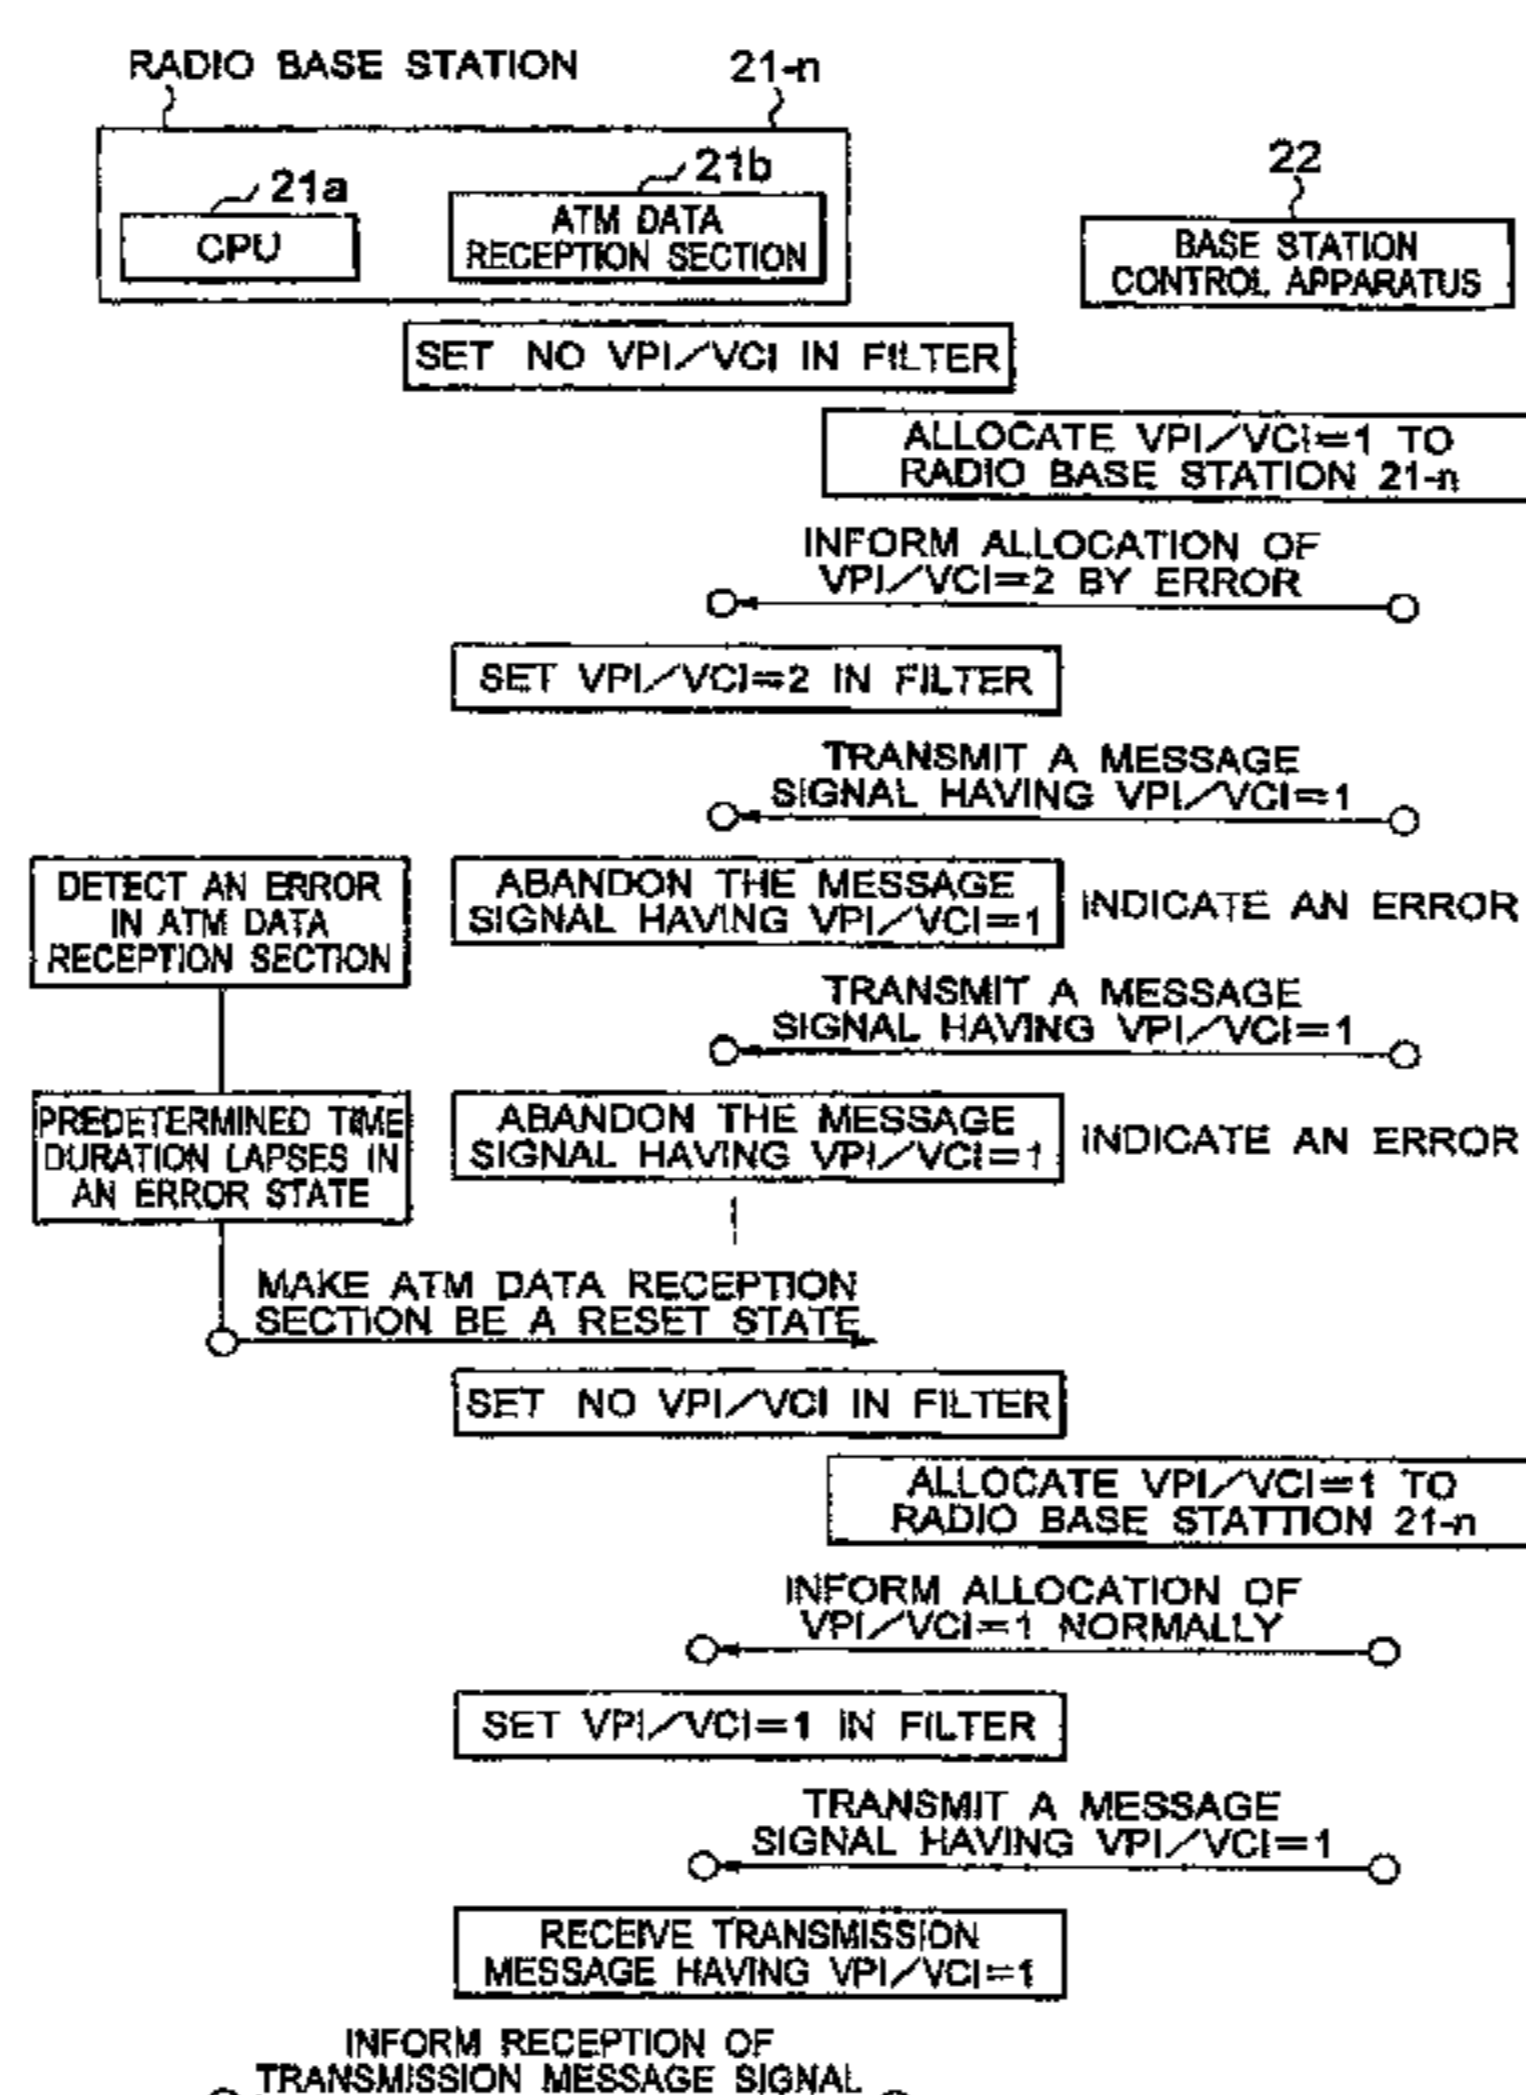 RADIO BASE STATION
21-n
21a
21b
22
CPU
ATM DATA
RECEPTION SECTION
BASE STATION
CONTROL APPARATUS
SET NO VPI/VCI IN FILTER
ALLOCATE VPI/VCI=1 TO
RADIO BASE STATION 21-n
INFORM ALLOCATION OF
VPI/VCI=2 BY ERROR
SET VPI/VCI=2 IN FILTER
TRANSMIT A MESSAGE
SIGNAL HAVING VPI/VCI=1
DETECT AN ERROR
IN ATM DATA
RECEPTION SECTION
ABANDON THE MESSAGE
SIGNAL HAVING VPI/VCI=1
INDICATE AN ERROR
TRANSMIT A MESSAGE
SIGNAL HAVING VPI/VCI=1
PREDETERMINED TIME
DURATION LAPSES IN
AN ERROR STATE
ABANDON THE MESSAGE
SIGNAL HAVING VPI/VCI=1
INDICATE AN ERROR
MAKE ATM DATA RECEPTION
SECTION BE A RESET STATE
SET NO VPI/VCI IN FILTER
ALLOCATE VPI/VCI=1 TO
RADIO BASE STATTION 21-n
INFORM ALLOCATION OF
VPI/VCI=1 NORMALLY
SET VPI/VCI=1 IN FILTER
TRANSMIT A MESSAGE
SIGNAL HAVING VPI/VCI=1
RECEIVE TRANSMISSION
MESSAGE HAVING VPI/VCI=1
INFORM RECEPTION OF
TRANSMISSION MESSAGE SIGNAL